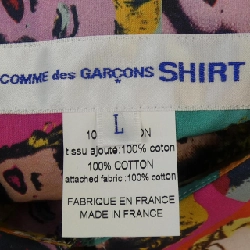 COMME des GARÇONS SHIRT
L
tissu ajoute:100% coton
100% COTTON
attached fabric:100% cotton
FABRIQUE EN FRANCE
MADE IN FRANCE